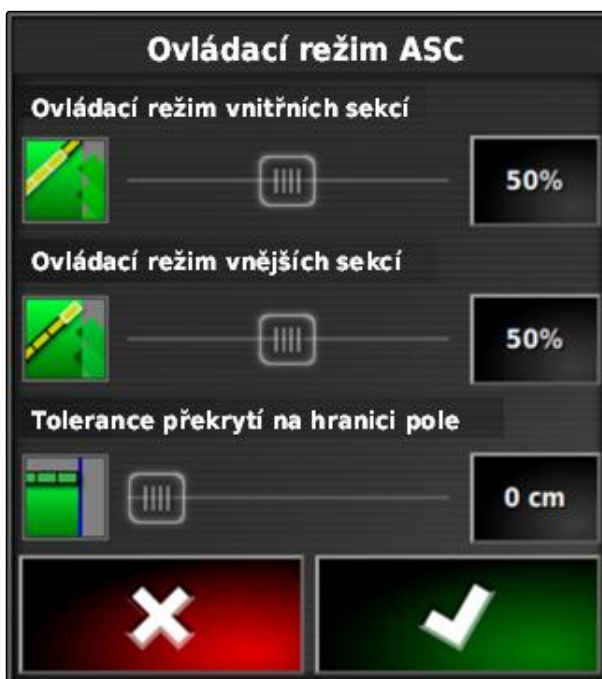 Ovládací režim ASC
Ovládací režim vnitřních sekcí
50%
Ovládací režim vnějších sekcí
50%
Tolerance překrytí na hranici pole
0 cm